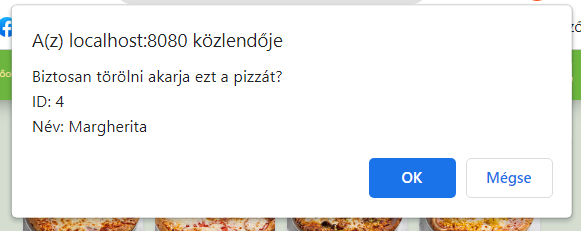 A(z) localhost:8080 közlendője
Biztosan törölni akarja ezt a pizzát?
ID: 4
Név: Margherita
OK
Mégse